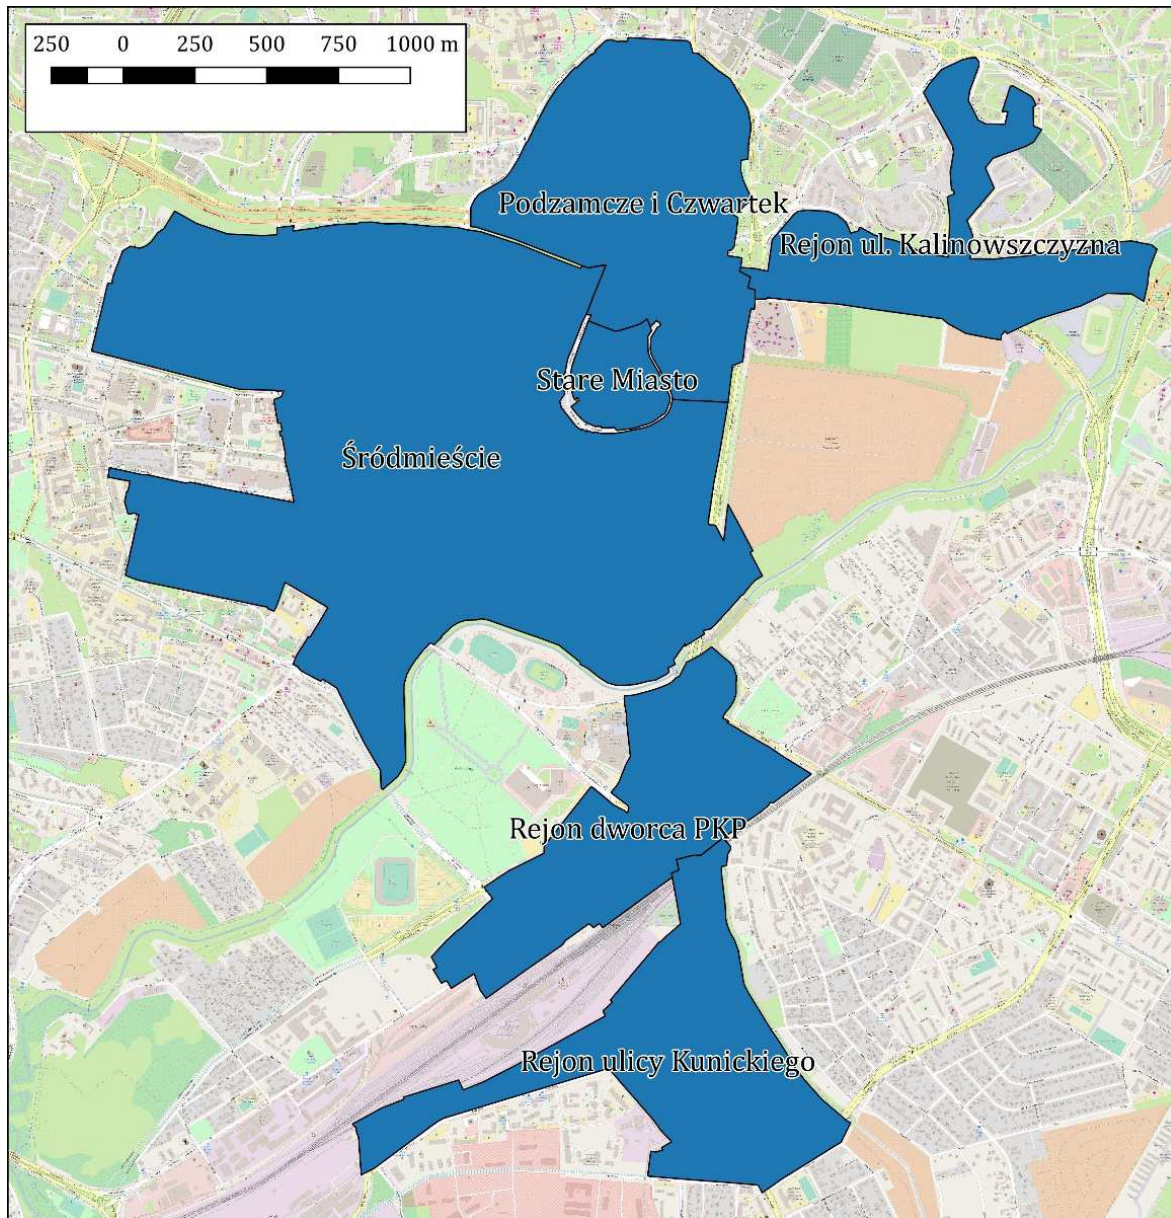 250 0 250 500 750 1000 m
Podzamcze i Czwartek
Rejon ul. Kalinowszczyzna
Stare Miasto
Śródmieście
Rejon dworca PKP
Rejon ulicy Kunickiego